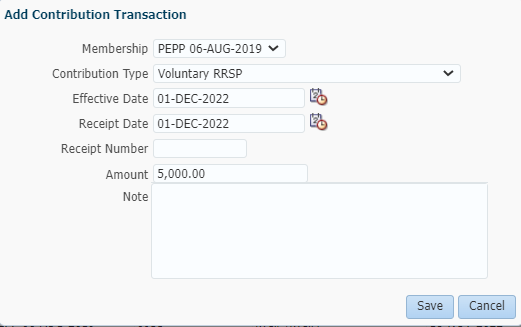 Add Contribution Transaction
Membership PEPP 06-AUG-2019
Contribution Type Voluntary RRSP
Effective Date 01-DEC-2022
Receipt Date 01-DEC-2022
Receipt Number
Amount 5,000.00
Note
Save Cancel